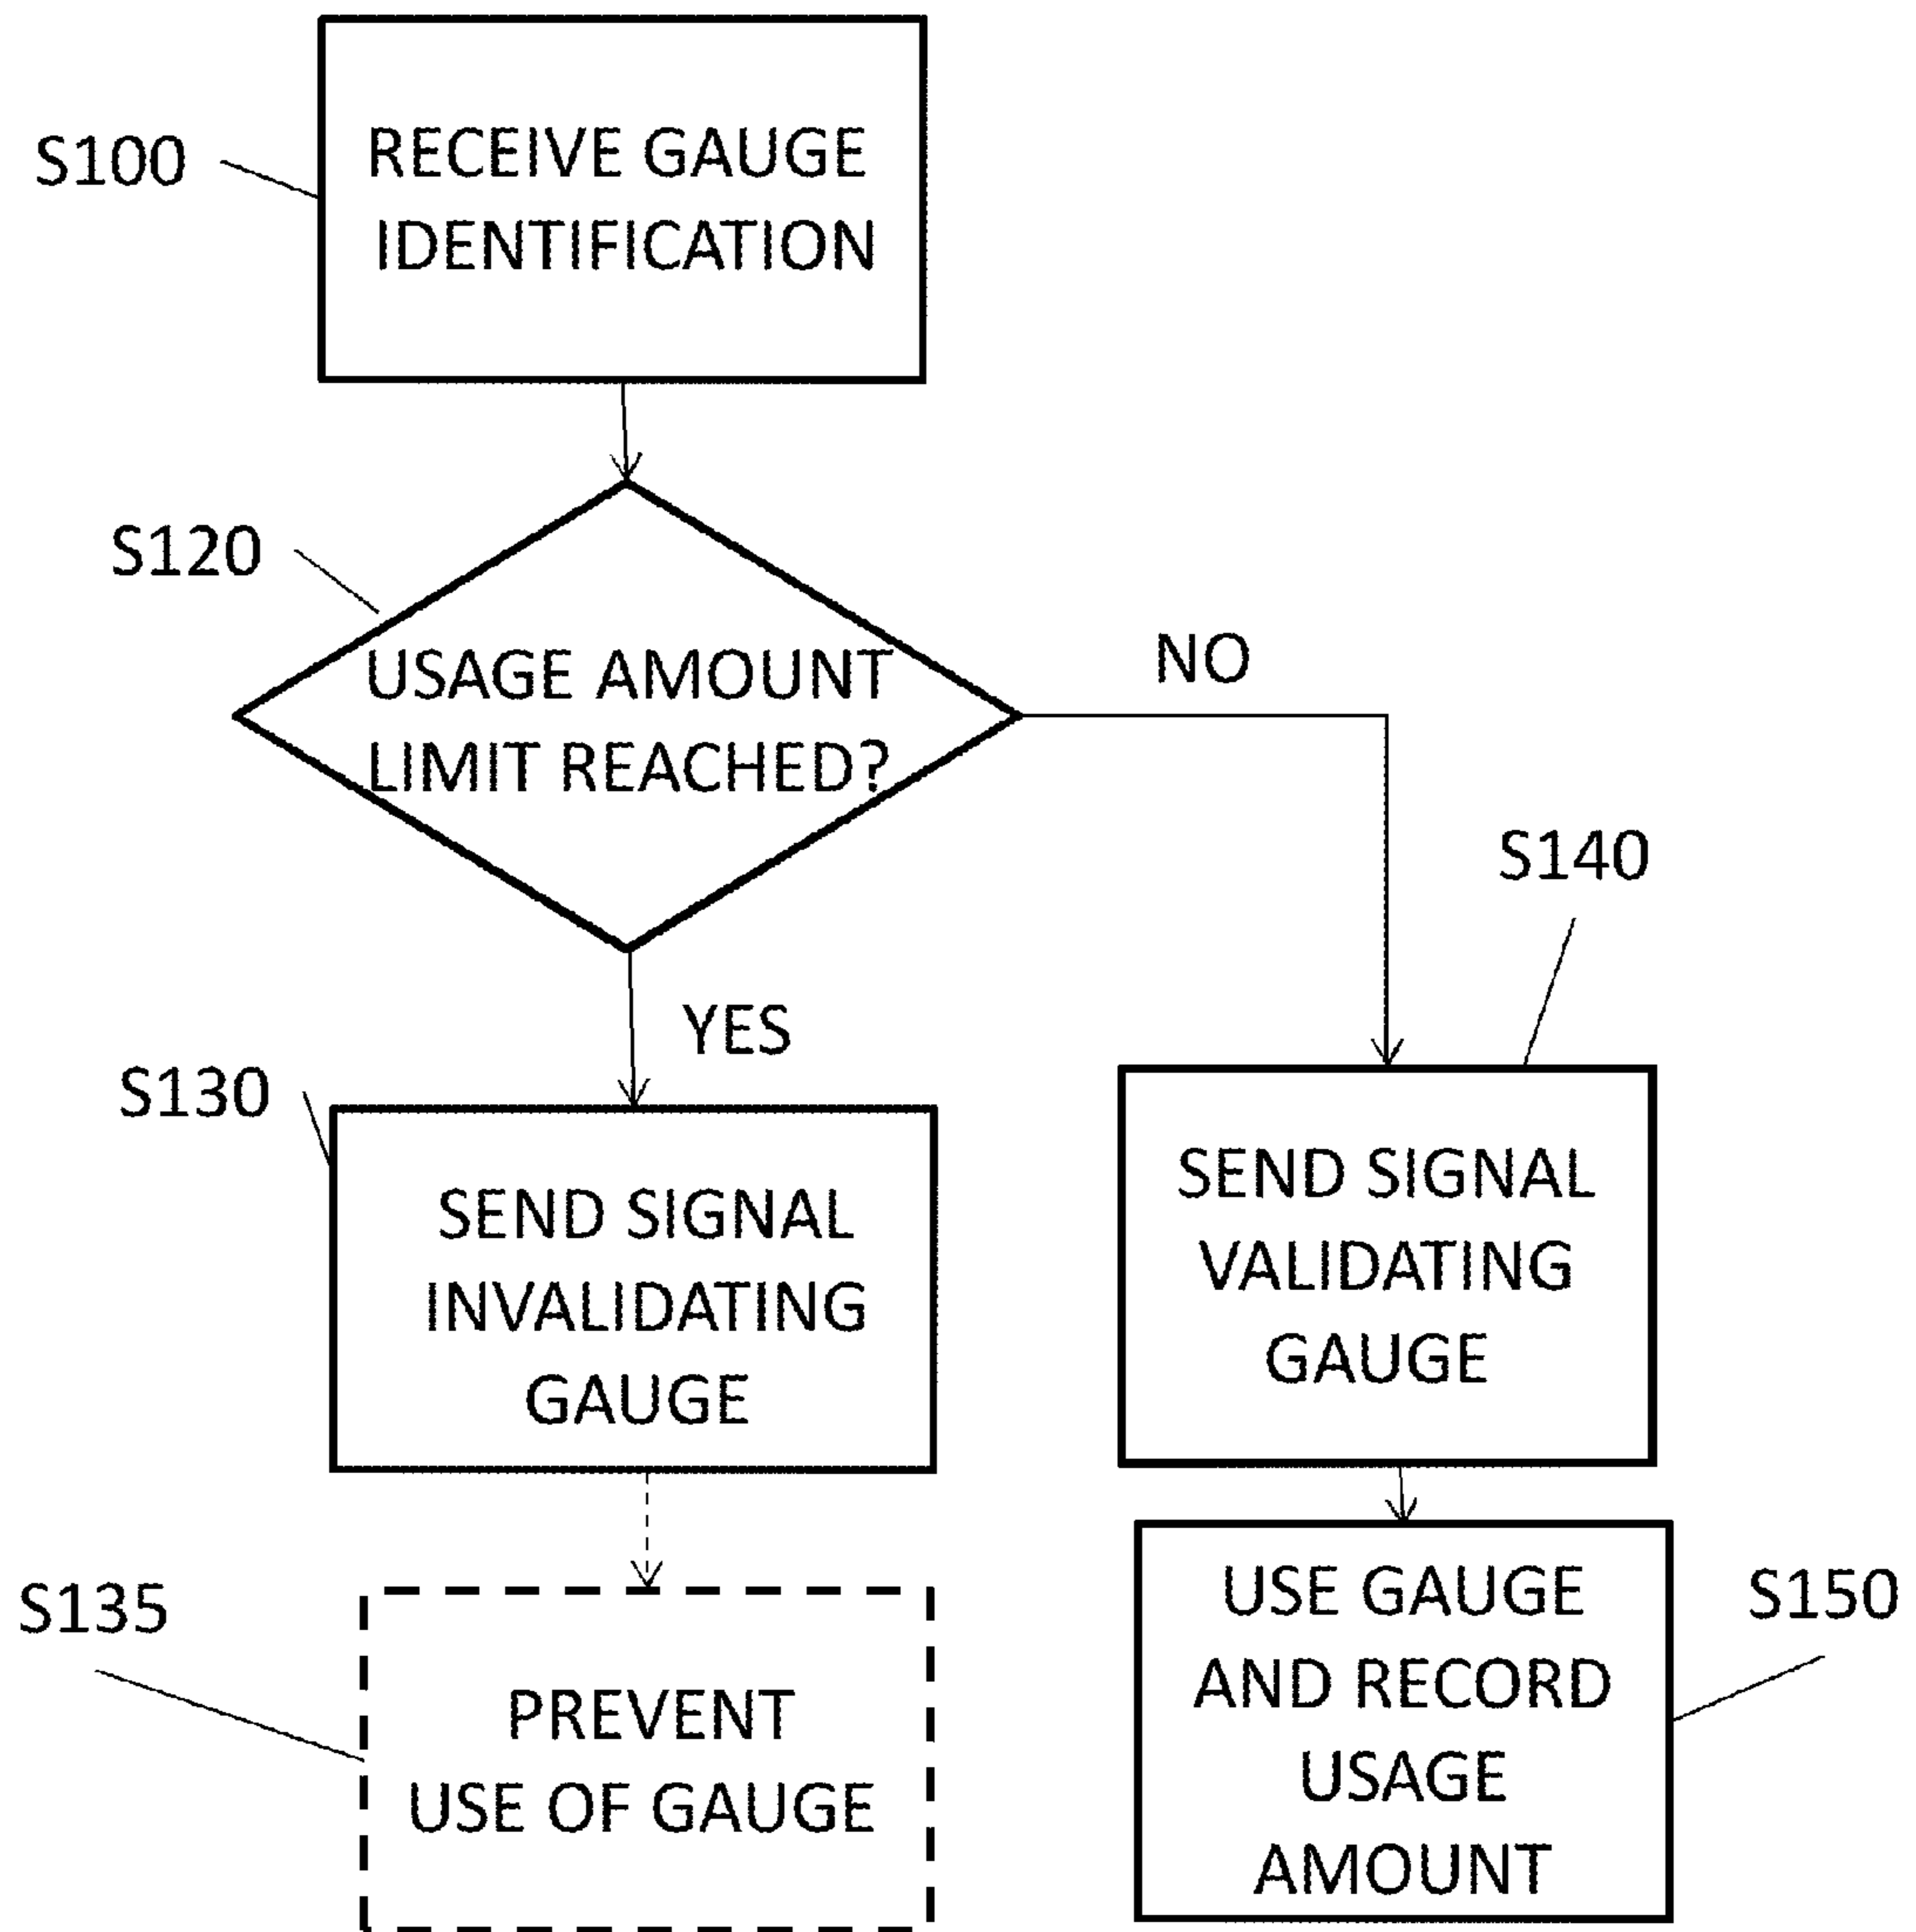 S100
RECEIVE GAUGE
IDENTIFICATION
S120
USAGE AMOUNT
LIMIT REACHED?
NO
YES
S130
SEND SIGNAL
INVALIDATING
GAUGE
S140
SEND SIGNAL
VALIDATING
GAUGE
S135
PREVENT
USE OF GAUGE
S150
USE GAUGE
AND RECORD
USAGE
AMOUNT